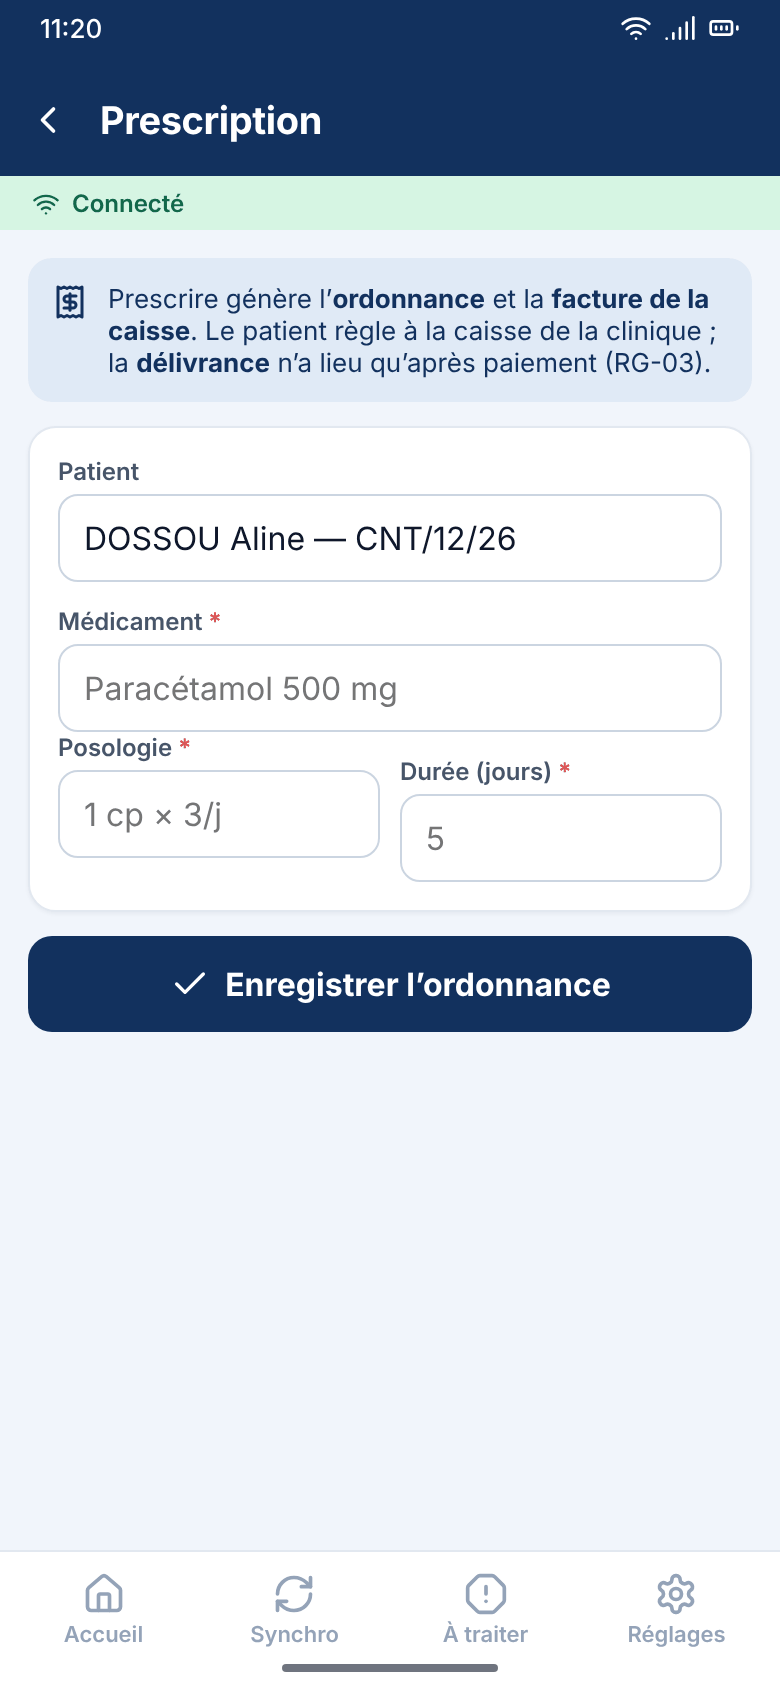 11:20
Prescription
Connecté
Prescrire génère l’ordonnance et la facture de la
caisse. Le patient règle à la caisse de la clinique ;
la délivrance n’a lieu qu’après paiement (RG-03).
Patient
DOSSOU Aline — CNT/12/26
Médicament *
Paracétamol 500 mg
Posologie *
1 cp × 3/j
Durée (jours) *
5
Enregistrer l’ordonnance
Accueil
Synchro
À traiter
Réglages